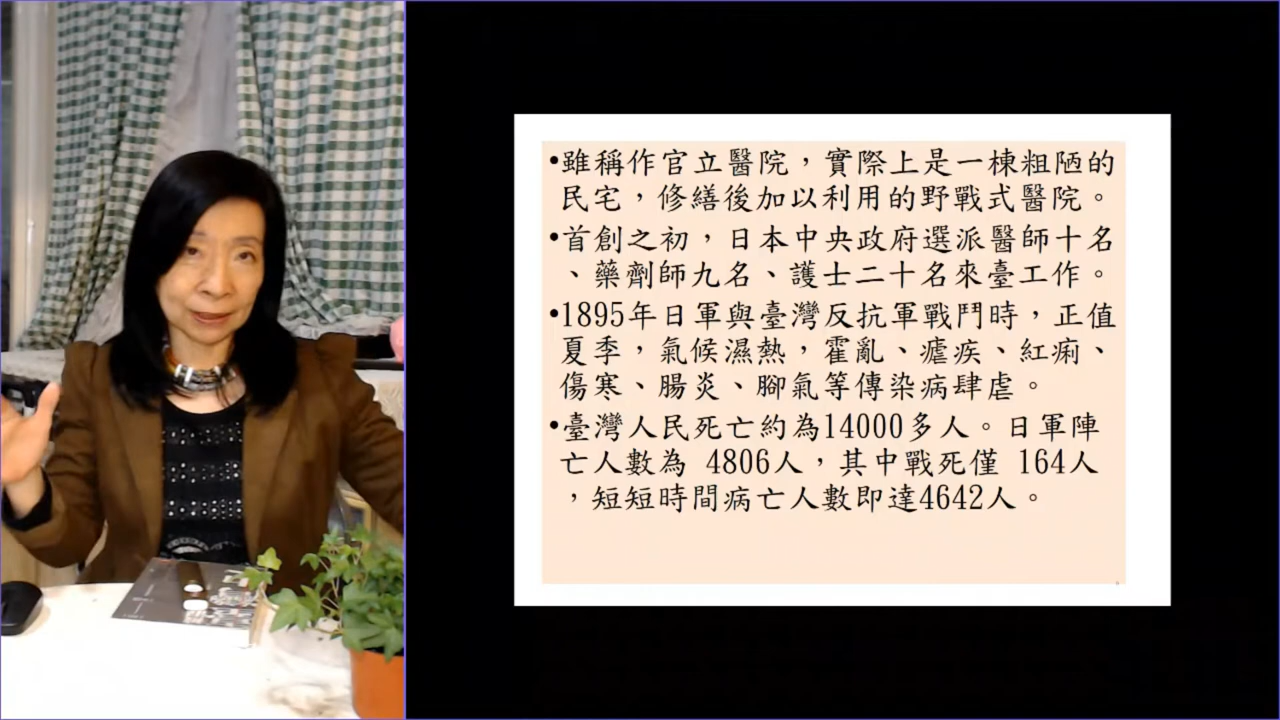 •雖稱作官立醫院，實際上是一棟粗陋的
民宅，修繕後加以利用的野戰式醫院。
•首創之初，日本中央政府選派醫師十名
、藥劑師九名、護士二十名來臺工作。
•1895年日軍與臺灣反抗軍戰鬥時，正值
夏季，氣候濕熱，霍亂、瘧疾、紅痢、
傷寒、腸炎、腳氣等傳染病肆虐。
•臺灣人民死亡約為14000多人。日軍陣
亡人數為 4806人，其中戰死僅 164人
，短短時間病亡人數即達4642人。